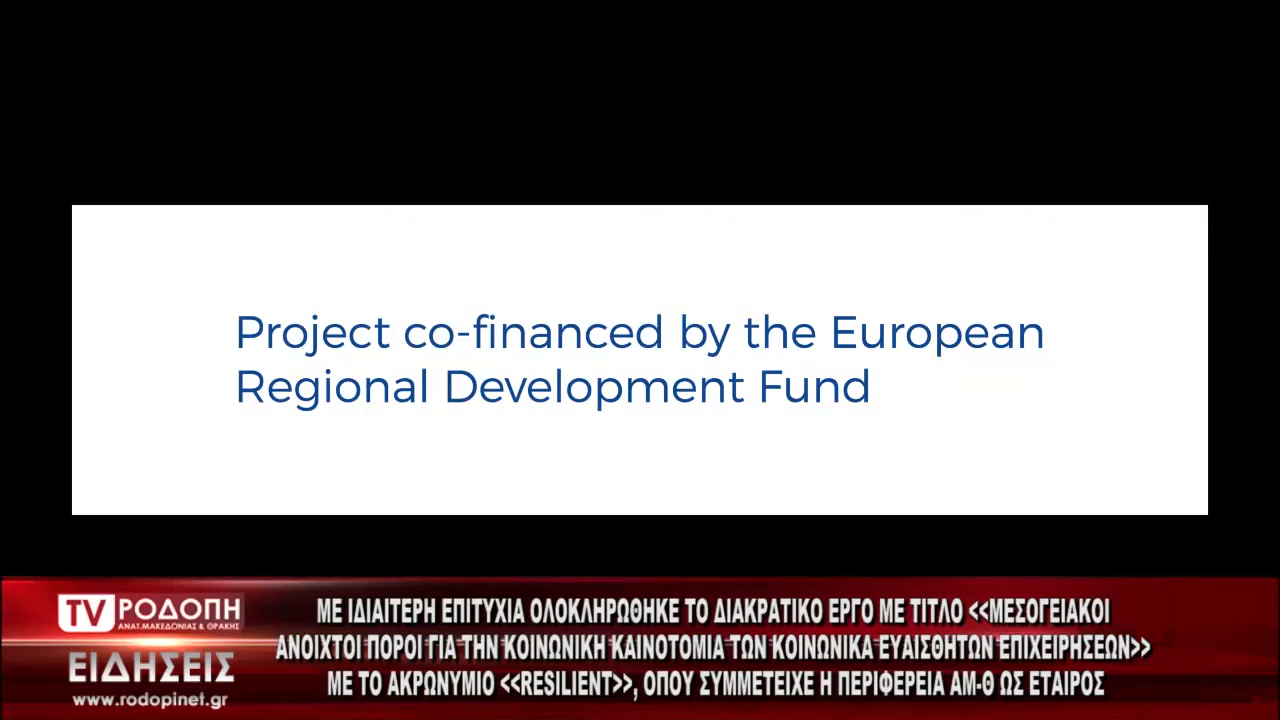 Project co-financed by the European
Regional Development Fund
TV ΡΟΔΟΠΗ
ΑΝΑΤ.ΜΑΚΕΔΟΝΙΑΣ & ΘΡΑΚΗΣ
ΕΙΔΗΣΕΙΣ
www.rodopinet.gr
ΜΕ ΙΔΙΑΙΤΕΡΗ ΕΠΙΤΥΧΙΑ ΟΛΟΚΛΗΡΩΘΗΚΕ ΤΟ ΔΙΑΚΡΑΤΙΚΟ ΕΡΓΟ ΜΕ ΤΙΤΛΟ <<ΜΕΣΟΓΕΙΑΚΟΙ
ΑΝΟΙΧΤΟΙ ΠΟΡΟΙ ΓΙΑ ΤΗΝ ΚΟΙΝΩΝΙΚΗ ΚΑΙΝΟΤΟΜΙΑ ΤΩΝ ΚΟΙΝΩΝΙΚΑ ΕΥΑΙΣΘΗΤΩΝ ΕΠΙΧΕΙΡΗΣΕΩΝ>>
ΜΕ ΤΟ ΑΚΡΩΝΥΜΙΟ <<RESILIENT>>, ΟΠΟΥ ΣΥΜΜΕΤΕΙΧΕ Η ΠΕΡΙΦΕΡΕΙΑ ΑΜ-Θ ΩΣ ΕΤΑΙΡΟΣ